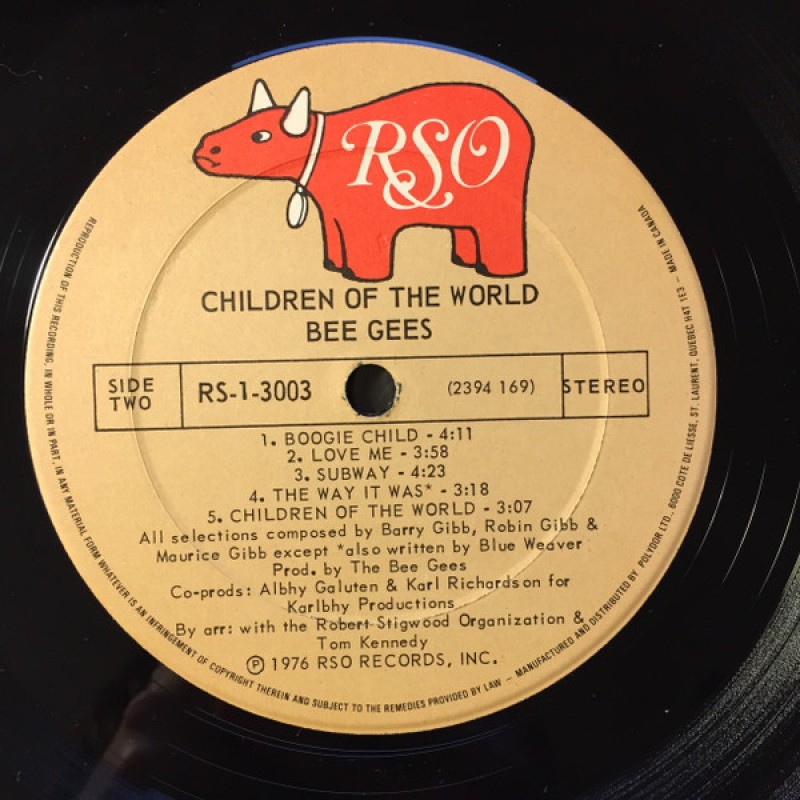 RSO
CHILDREN OF THE WORLD
BEE GEES
SIDE TWO
RS-1-3003
(2394 169)
STEREO
1. BOOGIE CHILD - 4:11
2. LOVE ME - 3:58
3. SUBWAY - 4:23
4. THE WAY IT WAS* - 3:18
5. CHILDREN OF THE WORLD - 3:07
All selections composed by Barry Gibb, Robin Gibb &
Maurice Gibb except *also written by Blue Weaver
Prod. by The Bee Gees
Co-prods: Albhy Galuten & Karl Richardson for
Karlbhy Productions
By arr: with the Robert Stigwood Organization &
Tom Kennedy
℗ 1976 RSO RECORDS, INC.
REPRODUCTION OF THIS RECORDING, IN WHOLE OR IN PART, IN ANY MATERIAL FORM WHATEVER IS AN INFRINGEMENT OF COPYRIGHT THEREIN AND SUBJECT TO THE REMEDIES PROVIDED BY LAW – MANUFACTURED AND DISTRIBUTED BY POLYDOR LTD., 6000 COTE DE LIESSE, ST. LAURENT, QUEBEC H4T 1E3 – MADE IN CANADA